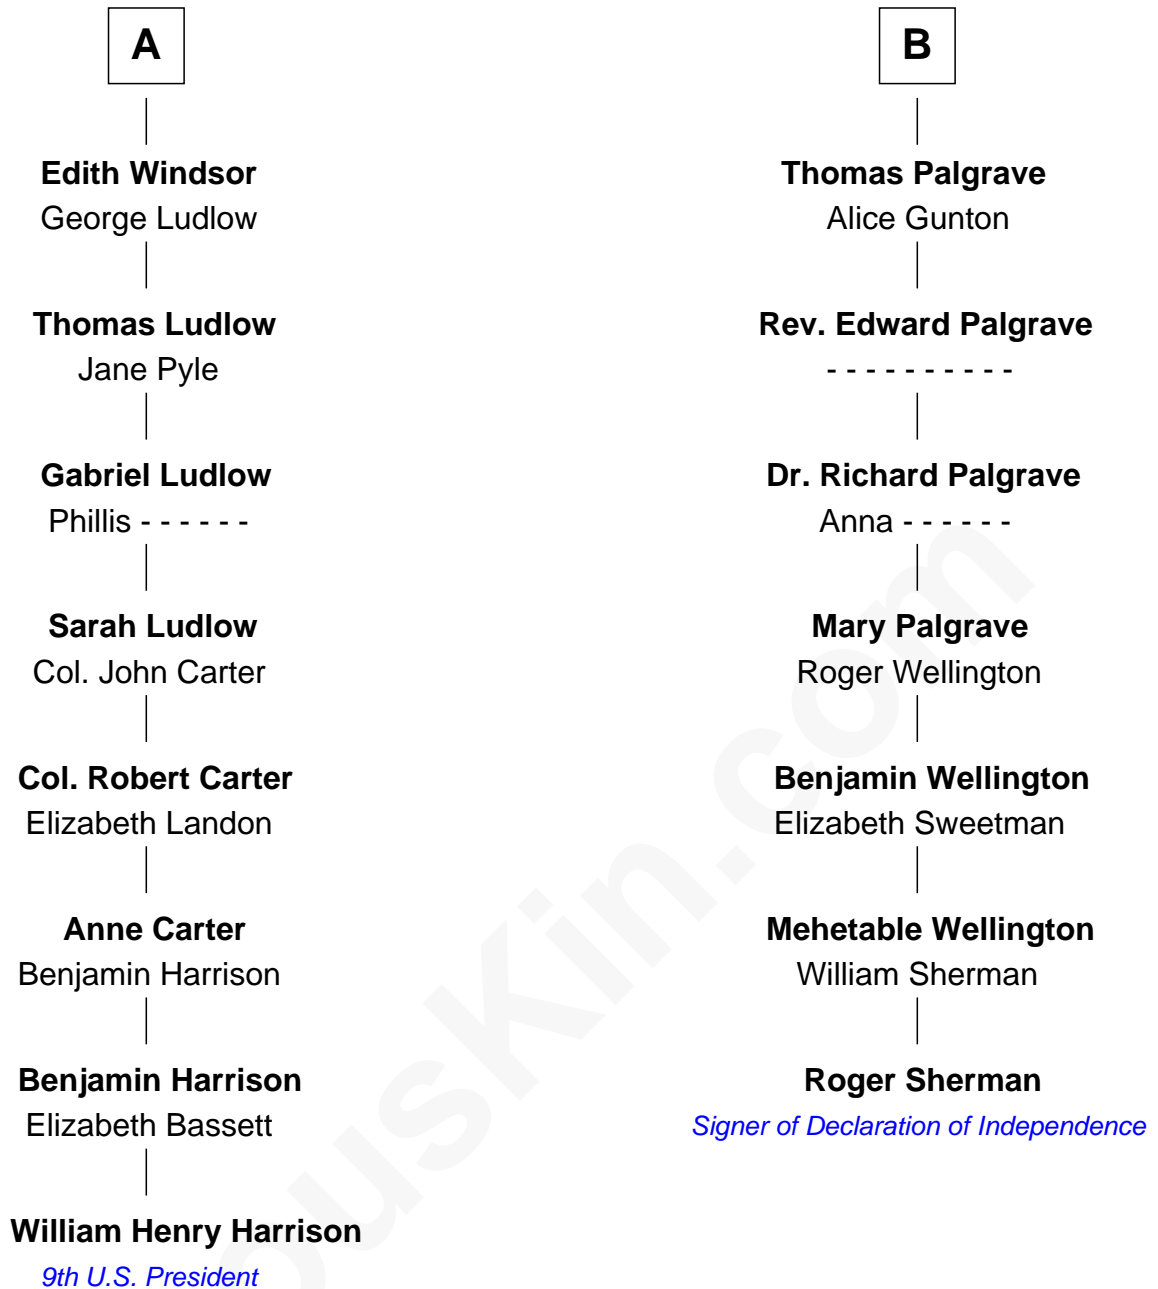 A
Edith Windsor
George Ludlow
Thomas Ludlow
Jane Pyle
Gabriel Ludlow
Phillis - - - - - -
Sarah Ludlow
Col. John Carter
Col. Robert Carter
Elizabeth Landon
Anne Carter
Benjamin Harrison
Benjamin Harrison
Elizabeth Bassett
William Henry Harrison
9th U.S. President
B
Thomas Palgrave
Alice Gunton
Rev. Edward Palgrave
- - - - - - - - - -
Dr. Richard Palgrave
Anna - - - - - -
Mary Palgrave
Roger Wellington
Benjamin Wellington
Elizabeth Sweetman
Mehetable Wellington
William Sherman
Roger Sherman
Signer of Declaration of Independence
ousKin.com